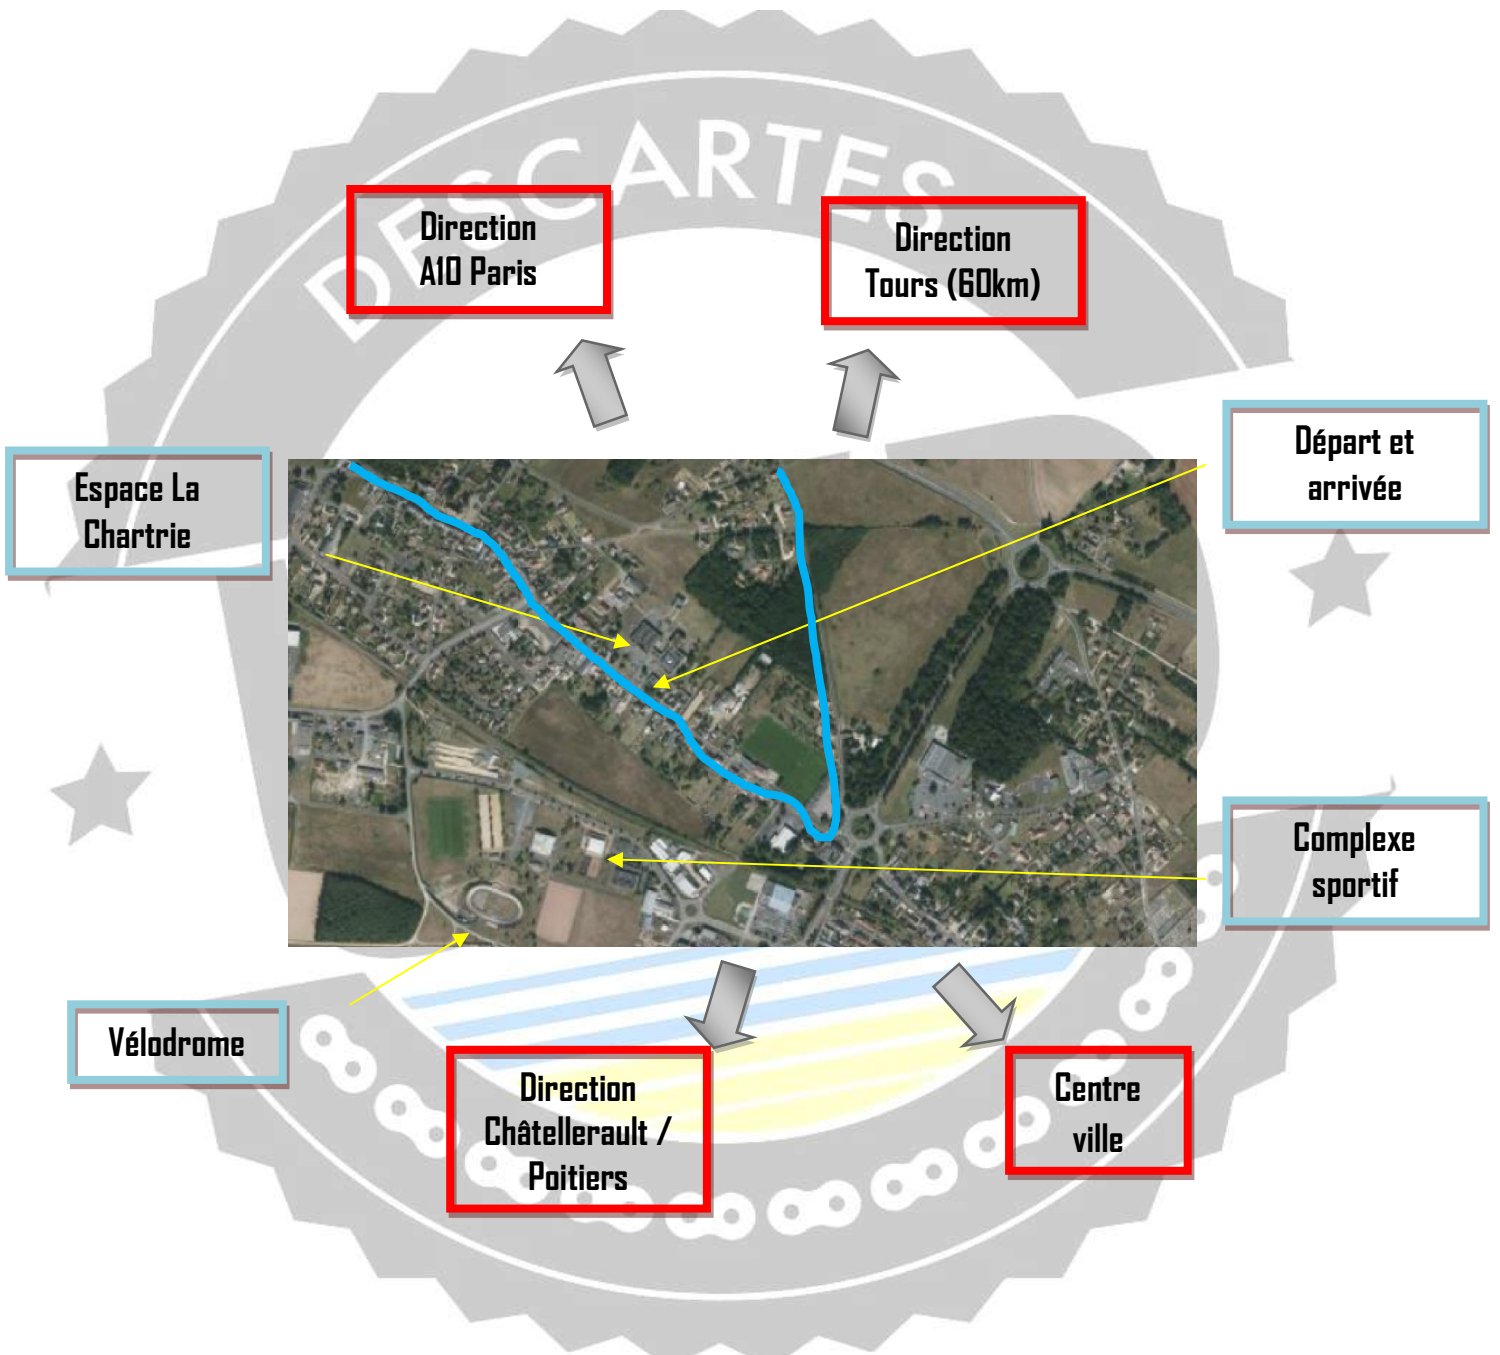 DESCARTES
Direction
A10 Paris
Direction
Tours (60km)
Espace La
Chartrie
Départ et
arrivée
Complexe
sportif
Vélodrome
Direction
Châtellerault /
Poitiers
Centre
ville